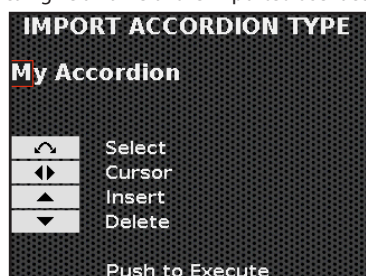 IMPORT ACCORDION TYPE
My Accordion
Select
Cursor
Insert
Delete
Push to Execute